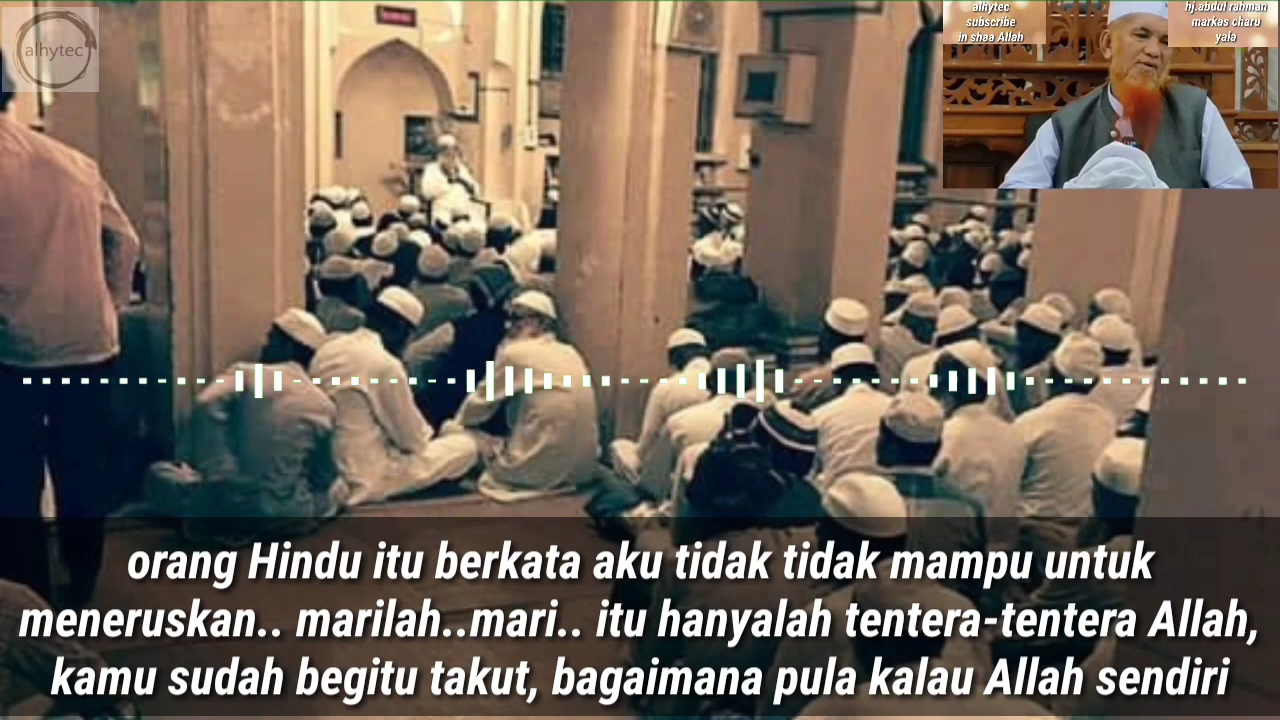 alhytec
alhytec
subscribe
in shaa Allah
hj.abdul rahman
markas charu
yala
orang Hindu itu berkata aku tidak tidak mampu untuk
meneruskan.. marilah..mari.. itu hanyalah tentera-tentera Allah,
kamu sudah begitu takut, bagaimana pula kalau Allah sendiri